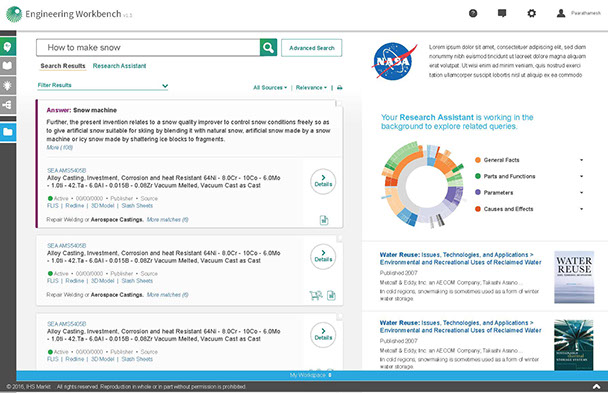 Engineering Workbench v1.1
How to make snow
Advanced Search
Search Results Research Assistant
Filter Results
All Sources Relevance
Answer: Snow machine
Further, the present invention relates to a snow quality improver to control snow conditions freely so as
to give artificial snow suitable for skiing by blending it with natural snow, artificial snow made by a snow
machine or icy snow made by shattering ice blocks to fragments.
More (108)
SEA AMS5405B
Alloy Casting, Investment, Corrosion and heat Resistant 64Ni - 8.0Cr - 10Co - 6.0Mo
- 1.0ti - 42.Ta - 6.0Al - 0.015B - 0.08Zr Vacuum Melted, Vacuum Cast as Cast
Active • 00/00/0000 • Publisher • Source
FLIS | Redline | 3D Model | Slash Sheets
Repair Welding or Aerospace Castings. More matches (6)
Details
SEA AMS5405B
Alloy Casting, Investment, Corrosion and heat Resistant 64Ni - 8.0Cr - 10Co - 6.0Mo
- 1.0ti - 42.Ta - 6.0Al - 0.015B - 0.08Zr Vacuum Melted, Vacuum Cast as Cast
Active • 00/00/0000 • Publisher • Source
FLIS | Redline | 3D Model | Slash Sheets
Repair Welding or Aerospace Castings. More matches (6)
Details
SEA AMS5405B
Alloy Casting, Investment, Corrosion and heat Resistant 64Ni - 8.0Cr - 10Co - 6.0Mo
- 1.0ti - 42.Ta - 6.0Al - 0.015B - 0.08Zr Vacuum Melted, Vacuum Cast as Cast
Active • 00/00/0000 • Publisher • Source
FLIS | Redline | 3D Model | Slash Sheets
Details
NASA
Lorem ipsum dolor sit amet, consectetuer adipiscing elit, sed diam
nonummy nibh euismod tincidunt ut laoreet dolore magna aliquam
erat volutpat. Ut wisi enim ad minim veniam, quis nostrud exerci
tation ullamcorper suscipit lobortis nisl ut aliquip ex ea commodo
Your Research Assistant is working in the
background to explore related queries.
General Facts
Parts and Functions
Parameters
Causes and Effects
Water Reuse: Issues, Technologies, and Applications >
Environmental and Recreational Uses of Reclaimed Water
Published 2007
Metcalf & Eddy, Inc. an AECOM Company, Takashi Asano...
In cold regions, snowmaking is sometimes used as a form of winter
water storage.
WATER
REUSE
Water Reuse: Issues, Technologies, and Applications >
Environmental and Recreational Uses of Reclaimed Water
Published 2007
Metcalf & Eddy, Inc. an AECOM Company, Takashi Asano...
In cold regions, snowmaking is sometimes used as a form of winter
water storage.
My Workspace
© 2016, IHS Markit. All rights reserved. Reproduction in whole or in part without permission is prohibited.